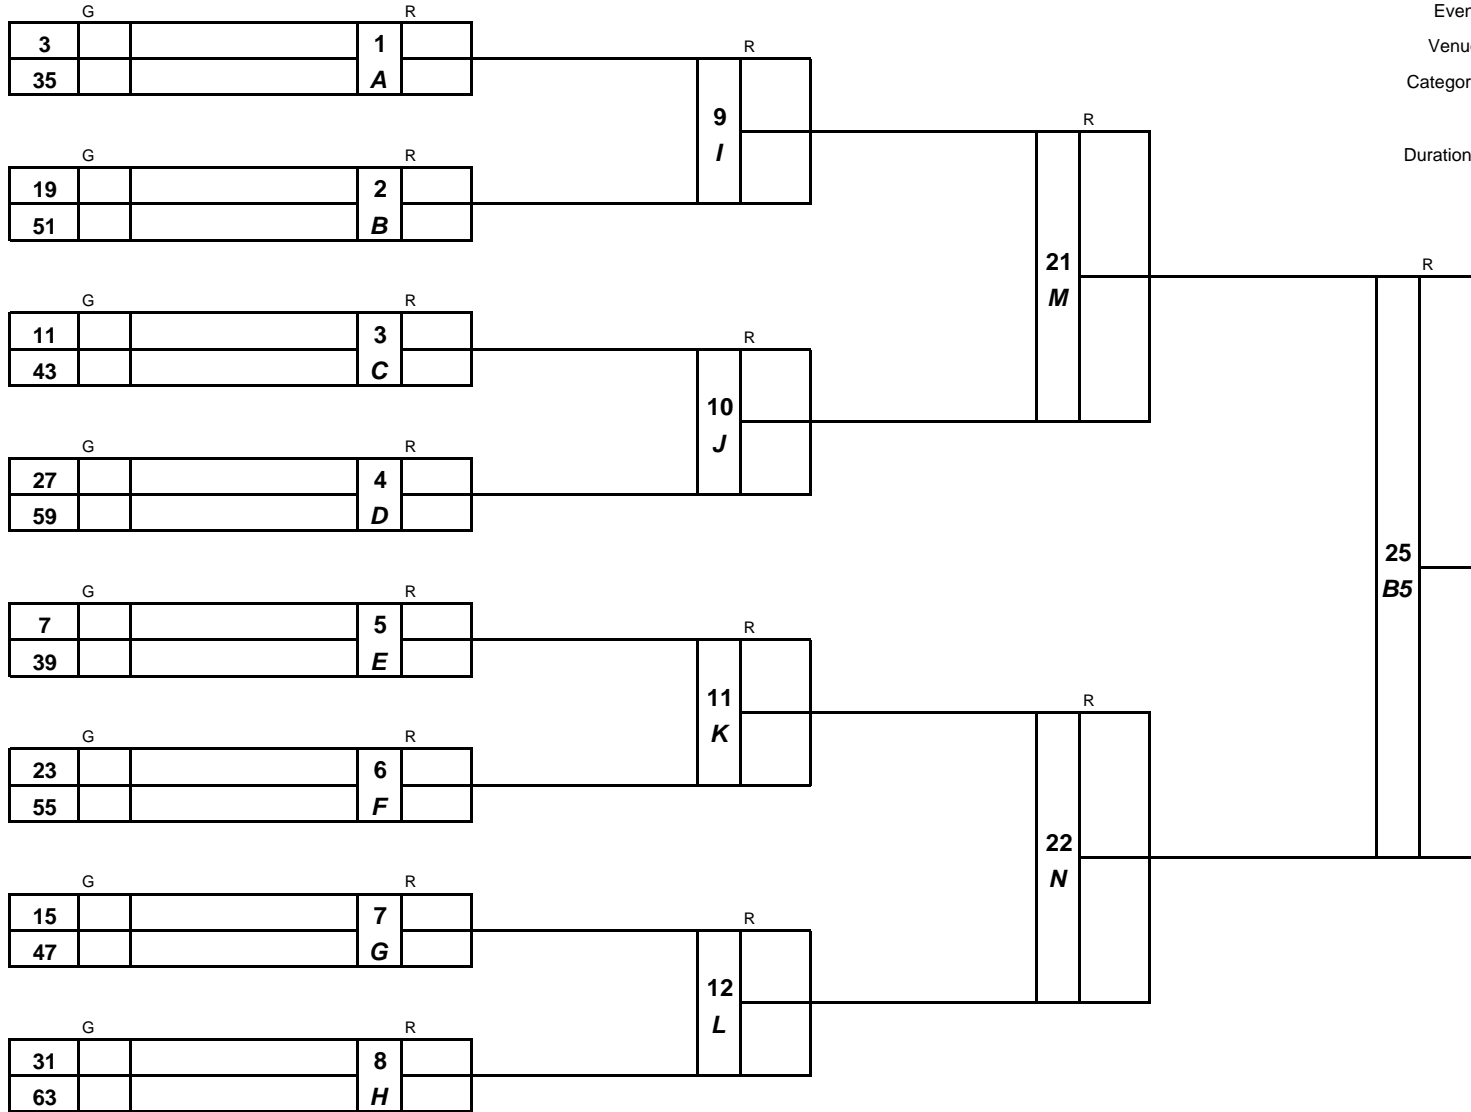 G R Even
3 1 R Venu
35 A Categor
9
R
G R I Duration
19 2
51 B
21
R
G R M
11 3 R
43 C
10
G R J
27 4
59 D
25
G R B5
7 5 R
39 E
11 R
G R K
23 6
55 F
22
G R N
15 7 R
47 G
12
G R L
31 8
63 H